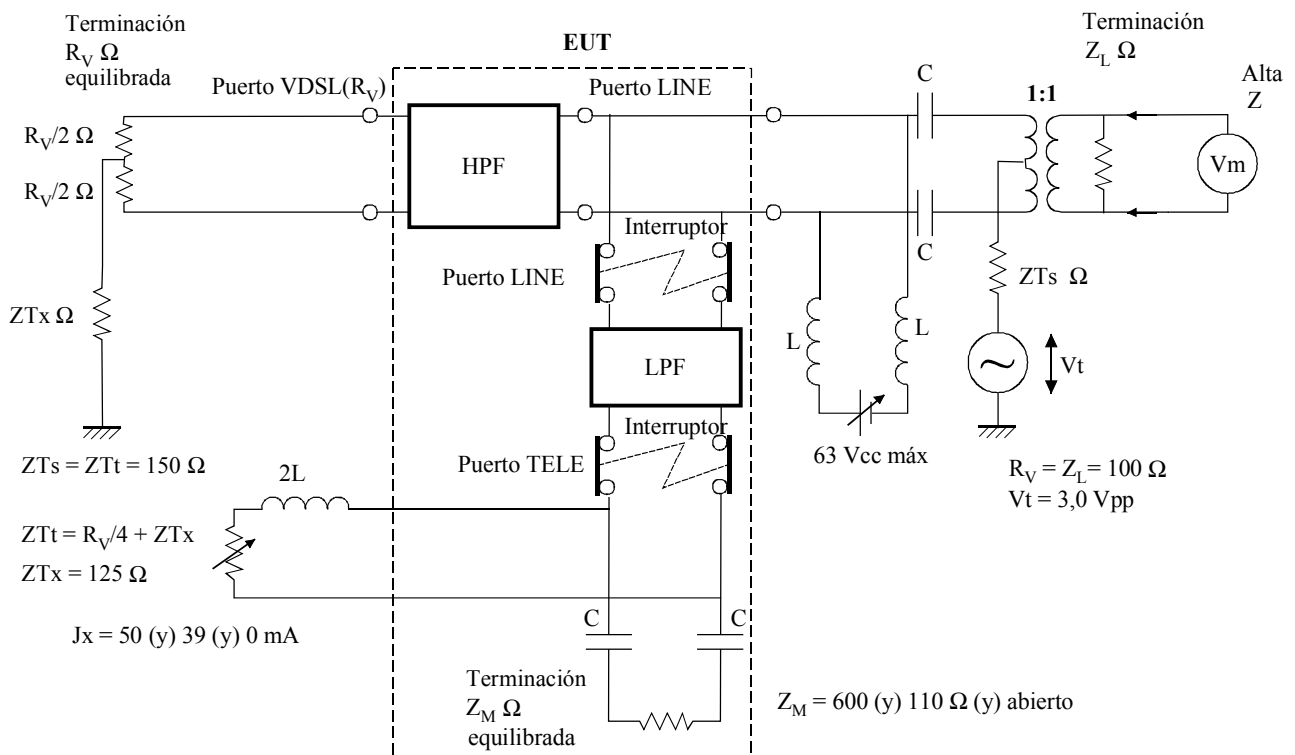 Terminación
R_V Ω
equilibrada
EUT
Terminación
Z_L Ω
Puerto VDSL(R_V)
Puerto LINE
C
1:1
Alta
Z
R_V/2 Ω
R_V/2 Ω
HPF
Vm
Interruptor
C
Puerto LINE
ZTs Ω
ZTx Ω
L
L
LPF
Vt
Interruptor
63 Vcc máx
ZTs = ZTt = 150 Ω
Puerto TELE
R_V = Z_L = 100 Ω
Vt = 3,0 Vpp
2L
ZTt = R_V/4 + ZTx
ZTx = 125 Ω
C
C
Jx = 50 (y) 39 (y) 0 mA
Terminación
Z_M Ω
equilibrada
Z_M = 600 (y) 110 Ω (y) abierto